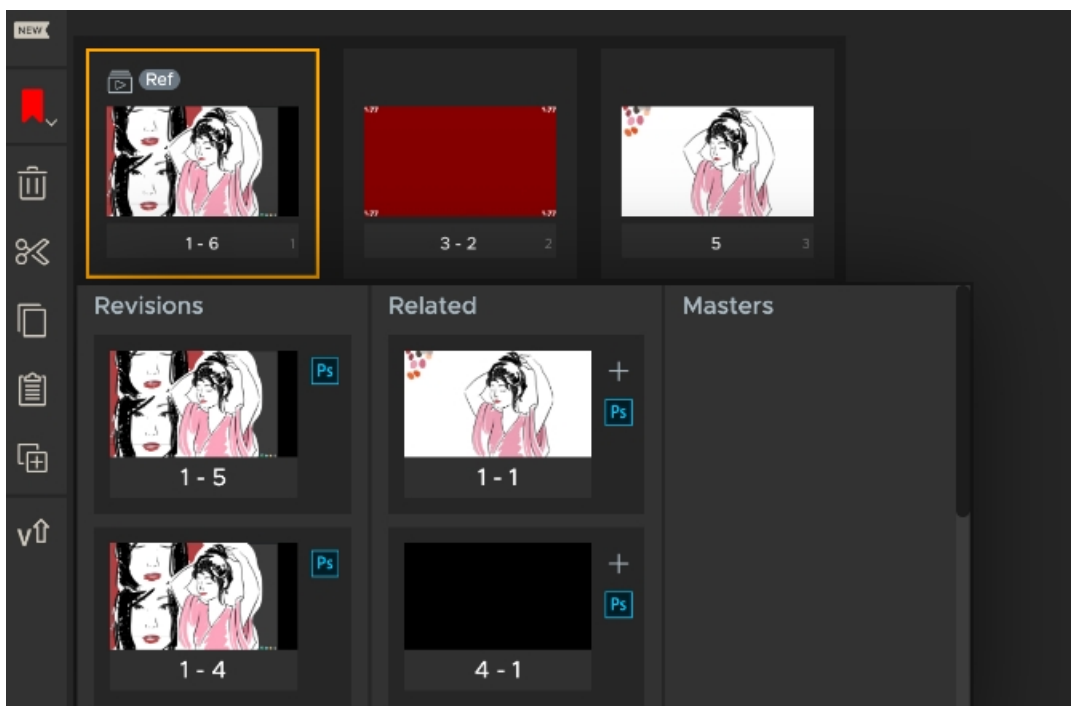 NEW
Ref
1 - 6
1
3 - 2
2
5
3
Revisions
Related
Masters
Ps
Ps
1 - 5
1 - 1
Ps
Ps
1 - 4
4 - 1
V